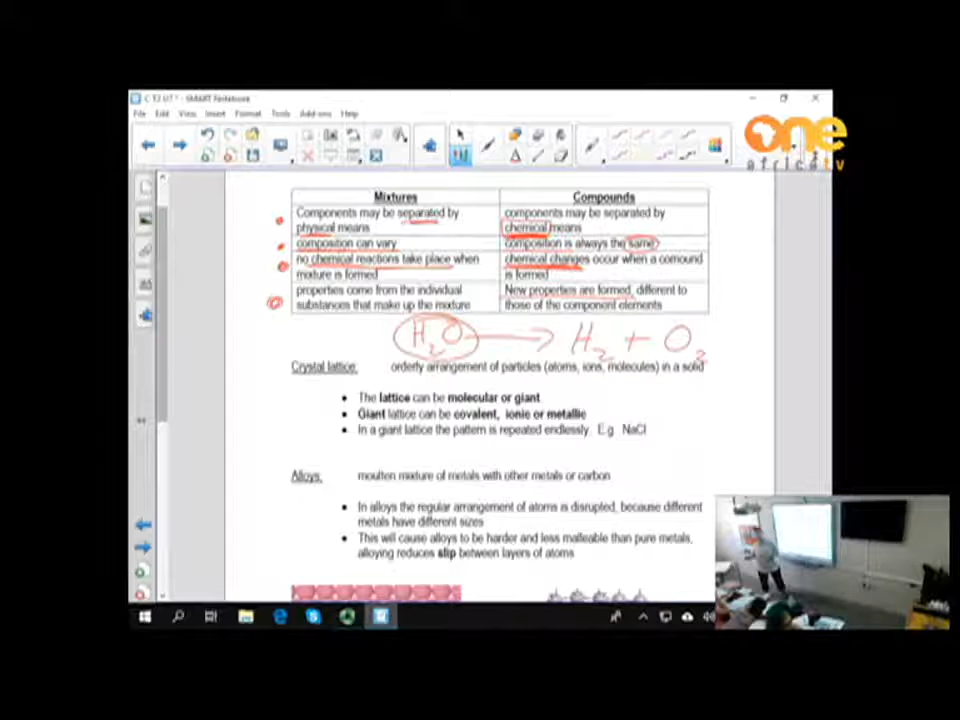 one
africa tv
SMART Notebook
File Edit View Insert Format Tools Add-ons Help
Mixtures Compounds
Components may be separated by physical means
components may be separated by chemical means
composition can vary
composition is always the same
no chemical reactions take place when mixture is formed
chemical changes occur when a comound is formed
properties come from the individual substances that make up the mixture
New properties are formed, different to those of the component elements
H₂O → H₂ + O₂
Crystal lattice: orderly arrangement of particles (atoms, ions, molecules) in a solid
• The lattice can be molecular or giant
• Giant lattice can be covalent, ionic or metallic
• In a giant lattice the pattern is repeated endlessly. E.g. NaCl
Alloys: moulten mixture of metals with other metals or carbon
• In alloys the regular arrangement of atoms is disrupted, because different
metals have different sizes
• This will cause alloys to be harder and less malleable than pure metals,
alloying reduces slip between layers of atoms